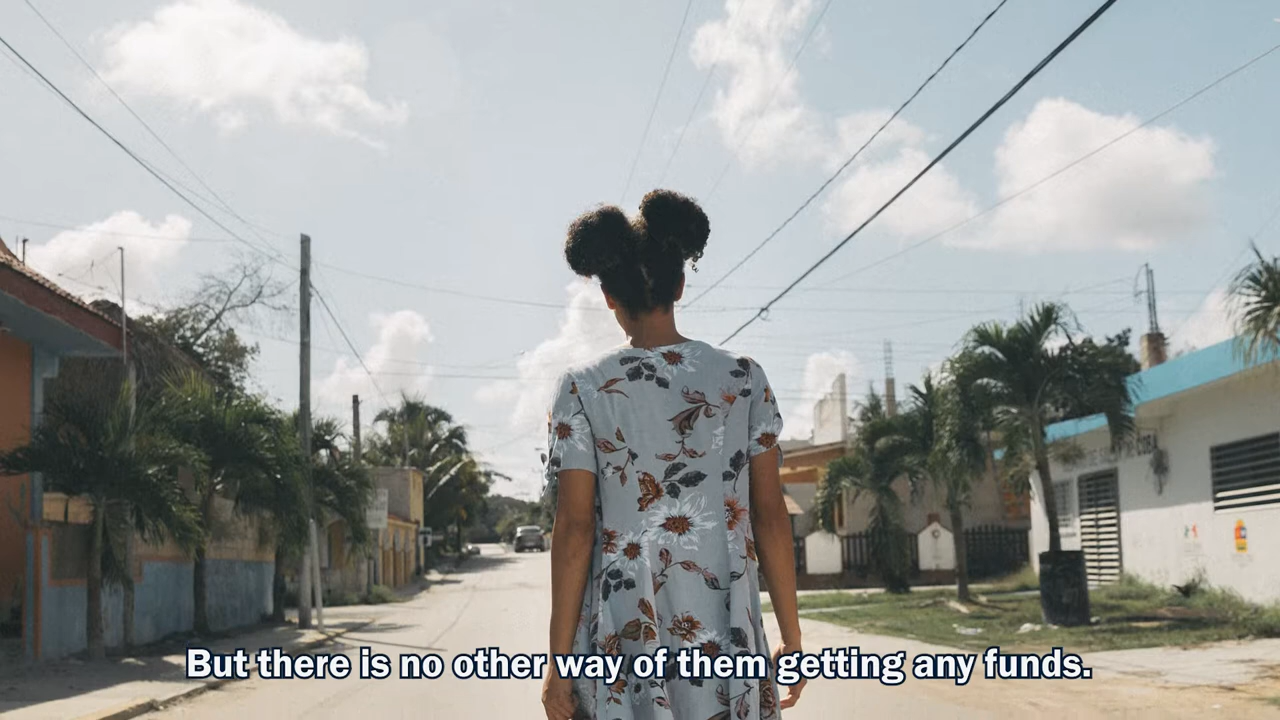 But there is no other way of them getting any funds.